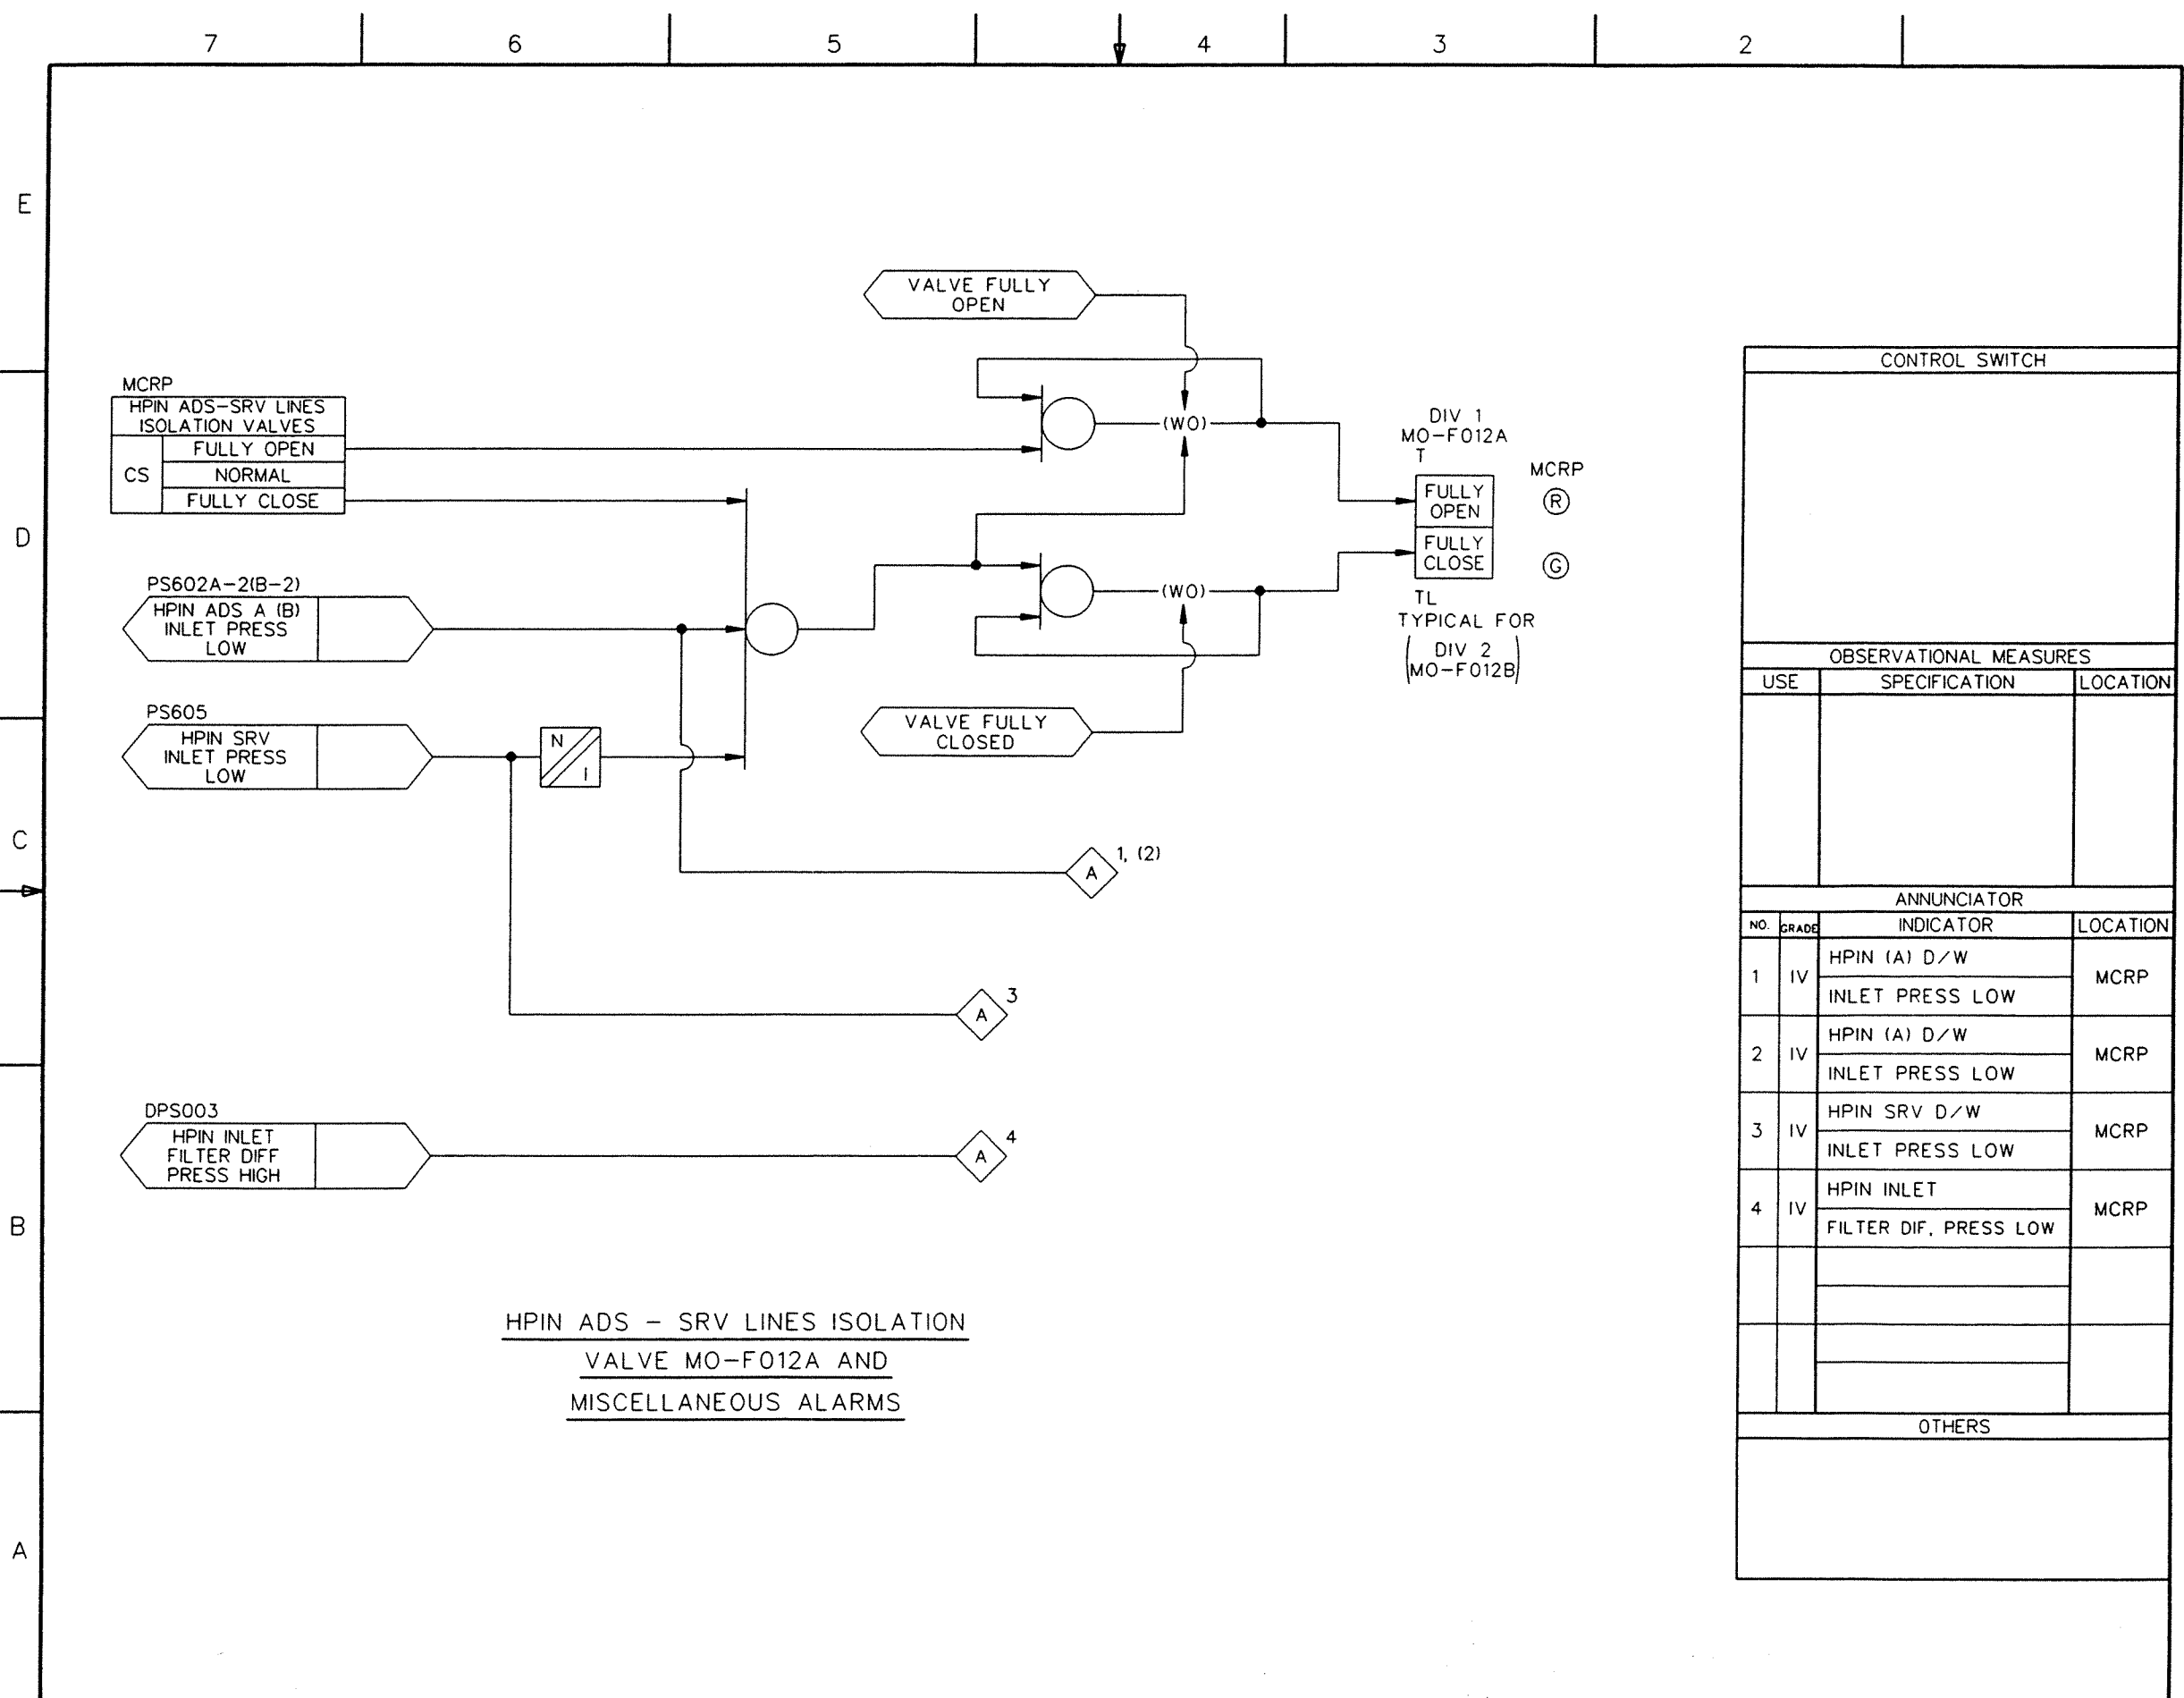 7
6
5
4
3
2
E
D
C
B
A
VALVE FULLY
OPEN
MCRP
HPIN ADS-SRV LINES
ISOLATION VALVES
CS
FULLY OPEN
NORMAL
FULLY CLOSE
(WO)
DIV 1
MO-F012A
T
FULLY
OPEN
FULLY
CLOSE
MCRP
R
G
TL
TYPICAL FOR
(DIV 2
MO-F012B)
PS602A-2(B-2)
HPIN ADS A (B)
INLET PRESS
LOW
(WO)
PS605
HPIN SRV
INLET PRESS
LOW
N
I
VALVE FULLY
CLOSED
A
1, (2)
A
3
DPS003
HPIN INLET
FILTER DIFF
PRESS HIGH
A
4
HPIN ADS - SRV LINES ISOLATION
VALVE MO-F012A AND
MISCELLANEOUS ALARMS
CONTROL SWITCH
OBSERVATIONAL MEASURES
USE SPECIFICATION LOCATION
ANNUNCIATOR
NO. GRADE INDICATOR LOCATION
1 IV HPIN (A) D/W
INLET PRESS LOW
MCRP
2 IV HPIN (A) D/W
INLET PRESS LOW
MCRP
3 IV HPIN SRV D/W
INLET PRESS LOW
MCRP
4 IV HPIN INLET
FILTER DIF, PRESS LOW
MCRP
OTHERS